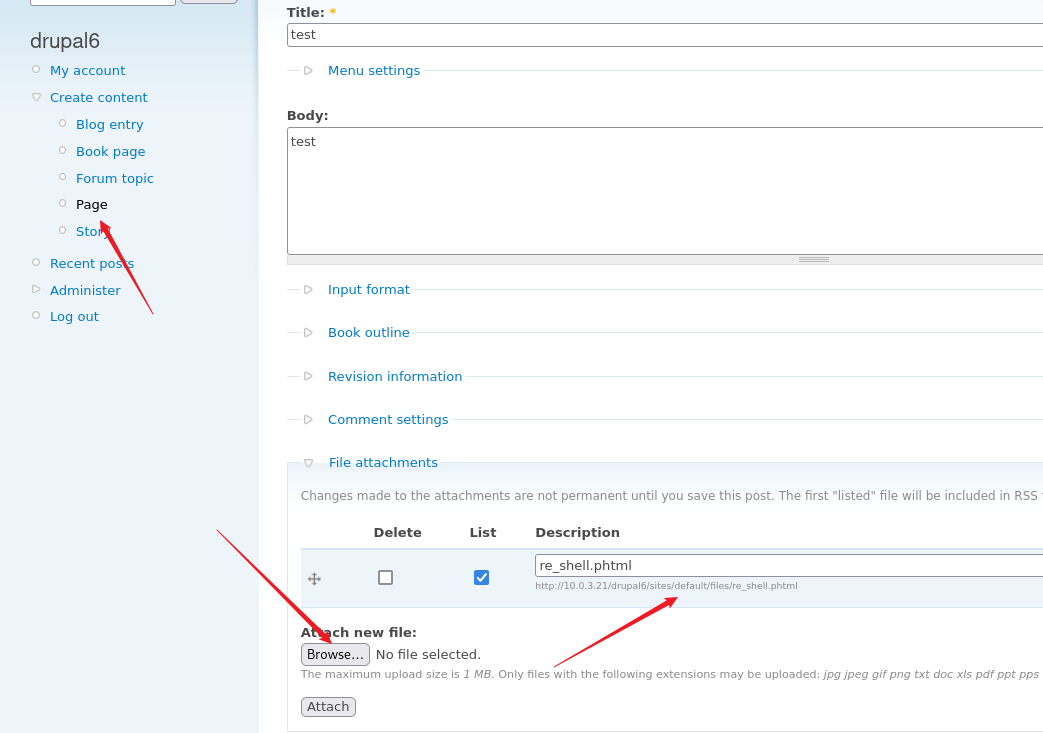 drupal6
My account
Create content
Blog entry
Book page
Forum topic
Page
Story
Recent posts
Administer
Log out
Title: *
test
Menu settings
Body:
test
Input format
Book outline
Revision information
Comment settings
File attachments
Changes made to the attachments are not permanent until you save this post. The first "listed" file will be included in RSS
Delete List Description
re_shell.phtml
http://10.0.3.21/drupal6/sites/default/files/re_shell.phtml
Attach new file:
Browse... No file selected.
The maximum upload size is 1 MB. Only files with the following extensions may be uploaded: jpg jpeg gif png txt doc xls pdf ppt pps
Attach